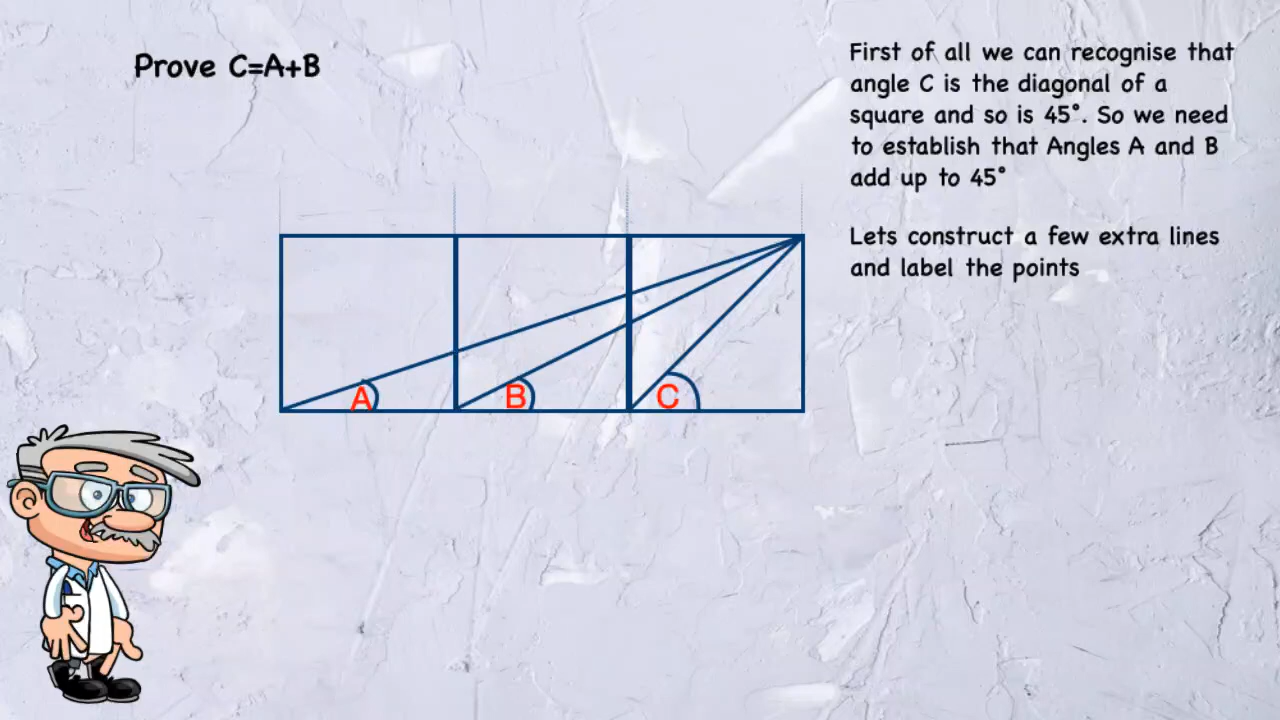 Prove C=A+B
First of all we can recognise that
angle C is the diagonal of a
square and so is 45°. So we need
to establish that Angles A and B
add up to 45°
Lets construct a few extra lines
and label the points
A
B
C